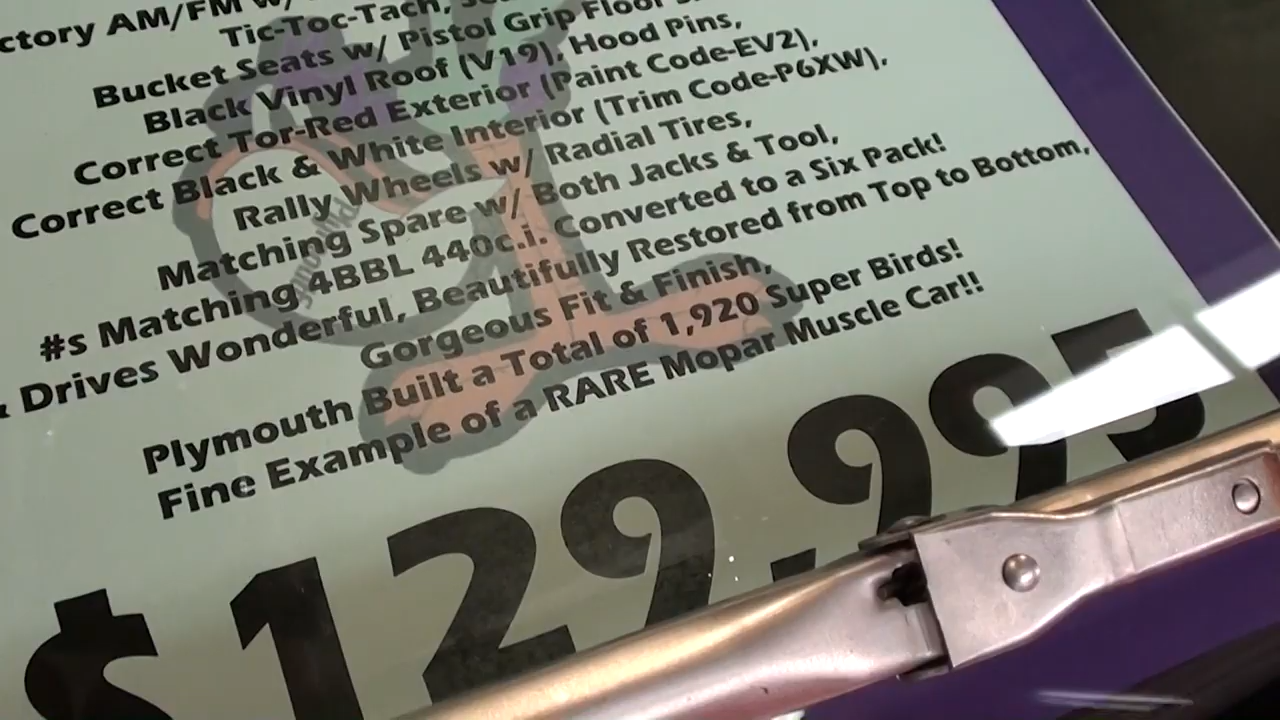 ctory AM/FM w/
Tic-Toc-Tach,
Bucket Seats w/ Pistol Grip Floor
Black Vinyl Roof (V19), Hood Pins,
Correct Tor-Red Exterior (Paint Code-EV2),
Correct Black & White Interior (Trim Code-P6XW),
Rally Wheels w/ Radial Tires,
Matching Spare w/ Both Jacks & Tool,
#s Matching 4BBL 440c.i. Converted to a Six Pack!
& Drives Wonderful, Beautifully Restored from Top to Bottom,
Gorgeous Fit & Finish,
Plymouth Built a Total of 1,920 Super Birds!
Fine Example of a RARE Mopar Muscle Car!!
$129,995